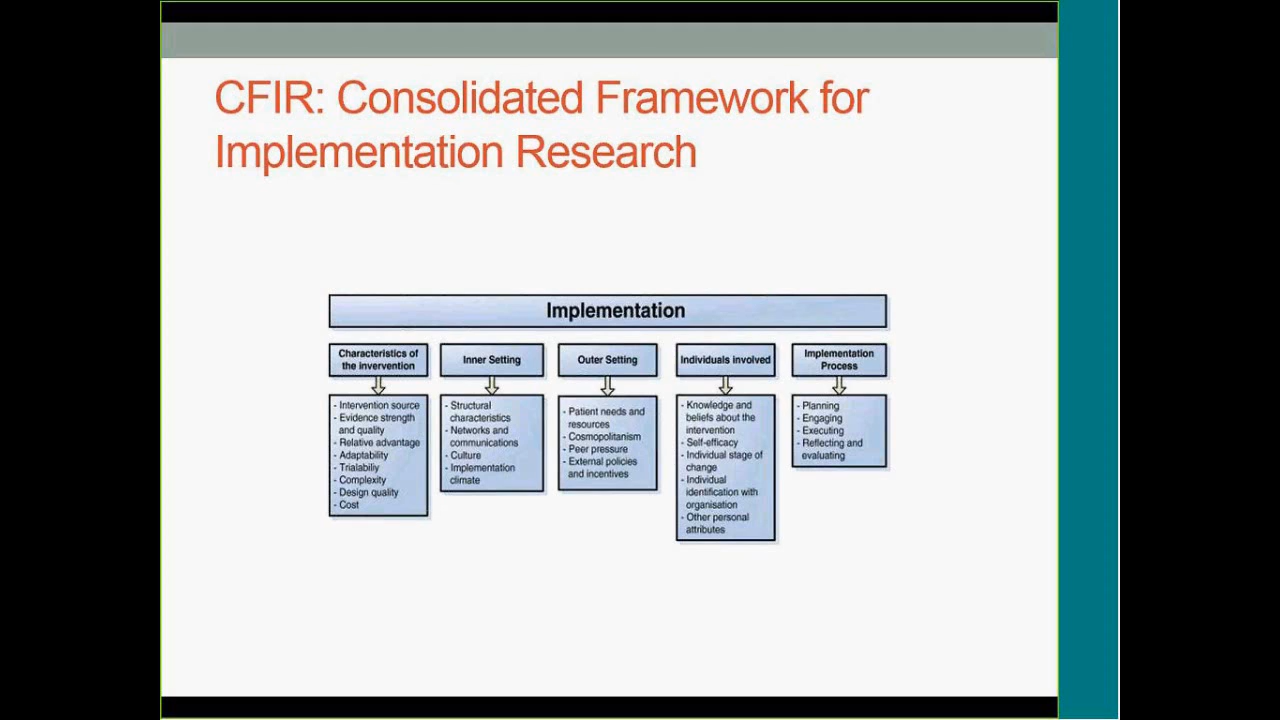 CFIR: Consolidated Framework for
Implementation Research
Implementation
Characteristics of
the invervention
- Intervention source
- Evidence strength
and quality
- Relative advantage
- Adaptability
- Trialabiliy
- Complexity
- Design quality
- Cost
Inner Setting
- Structural
characteristics
- Networks and
communications
- Culture
- Implementation
climate
Outer Setting
- Patient needs and
resources
- Cosmopolitanism
- Peer pressure
- External policies
and incentives
Individuals involved
- Knowledge and
beliefs about the
intervention
- Self-efficacy
- Individual stage of
change
- Individual
identification with
organisation
- Other personal
attributes
Implementation
Process
- Planning
- Engaging
- Executing
- Reflecting and
evaluating